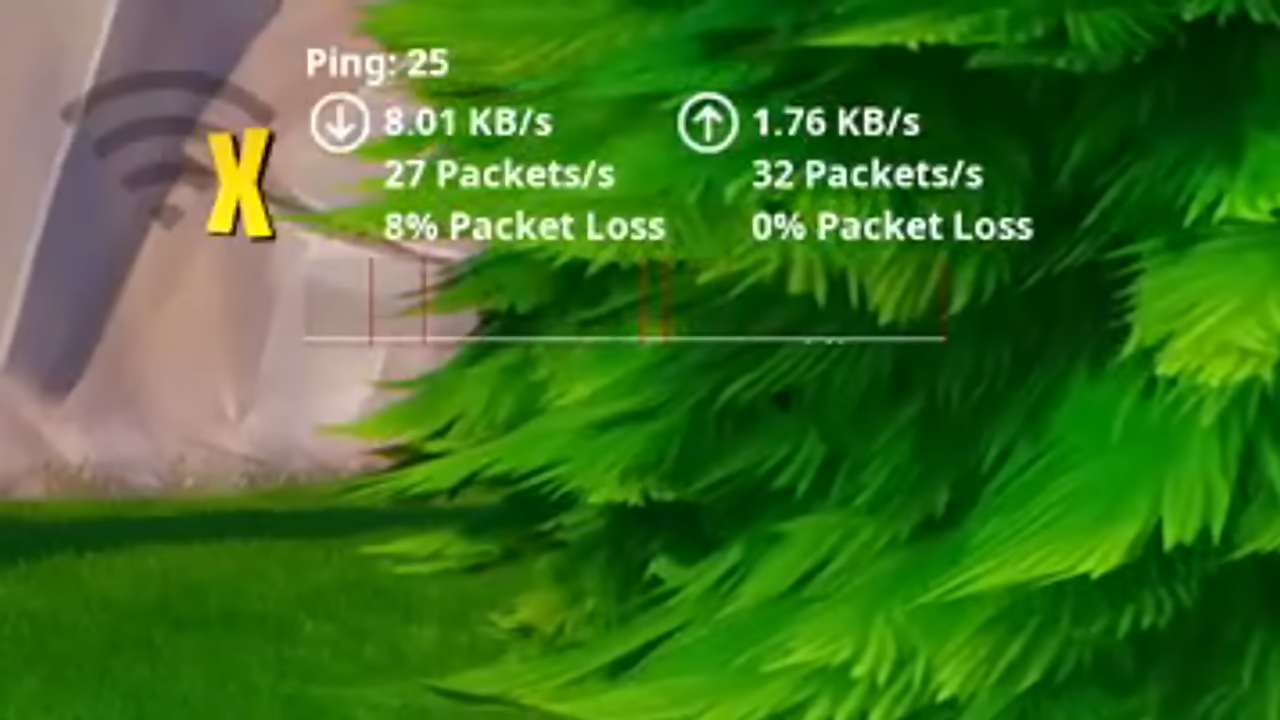 Ping: 25
8.01 KB/s 1.76 KB/s
27 Packets/s 32 Packets/s
8% Packet Loss 0% Packet Loss
X